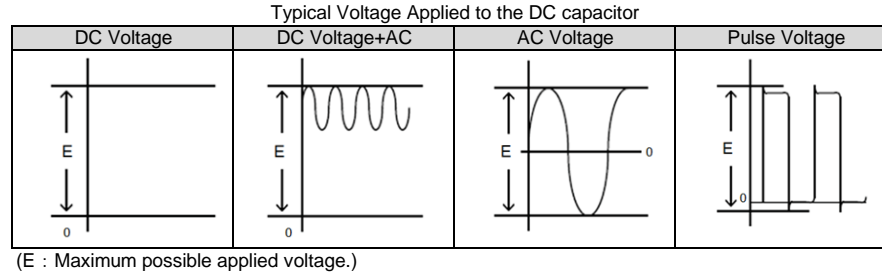 Typical Voltage Applied to the DC capacitor
DC Voltage DC Voltage+AC AC Voltage Pulse Voltage
E E E E
0 0 0 0
(E：Maximum possible applied voltage.)